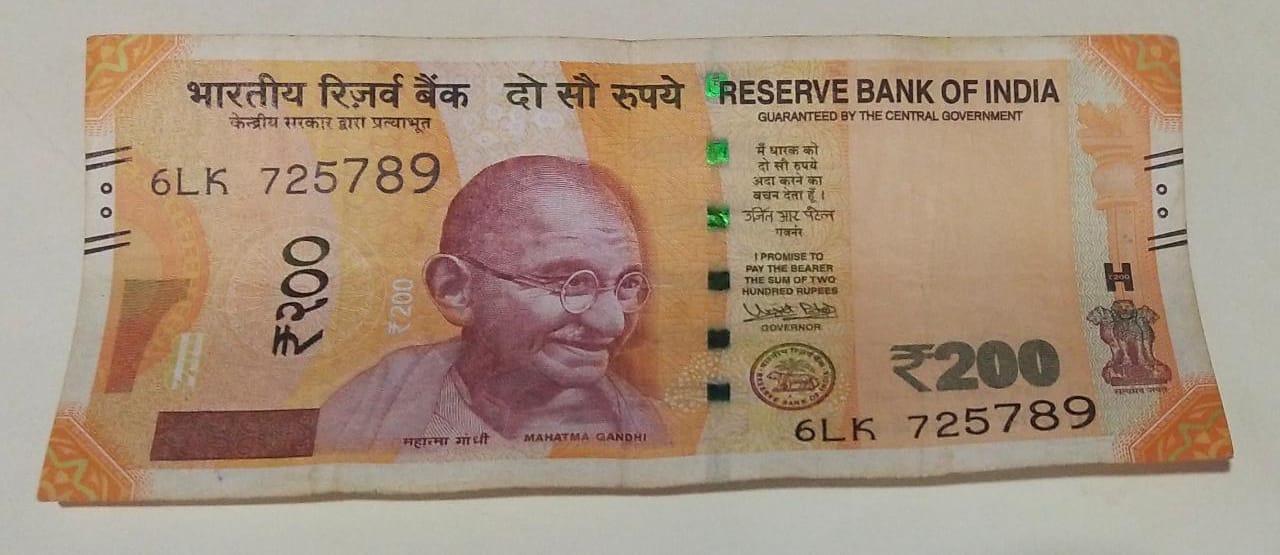 भारतीय रिज़र्व बैंक दो सौ रुपये
केन्द्रीय सरकार द्वारा प्रत्याभूत
6LK 725789
₹२००
₹200
महात्मा गांधी MAHATMA GANDHI
RESERVE BANK OF INDIA
GUARANTEED BY THE CENTRAL GOVERNMENT
मैं धारक को
दो सौ रुपये
अदा करने का
वचन देता हूँ ।
उर्जित आर पटेल
गवर्नर
I PROMISE TO
PAY THE BEARER
THE SUM OF TWO
HUNDRED RUPEES
GOVERNOR
भारतीय रिज़र्व बैंक
RESERVE BANK OF INDIA
₹200
₹200
सत्यमेव जयते
6LK 725789